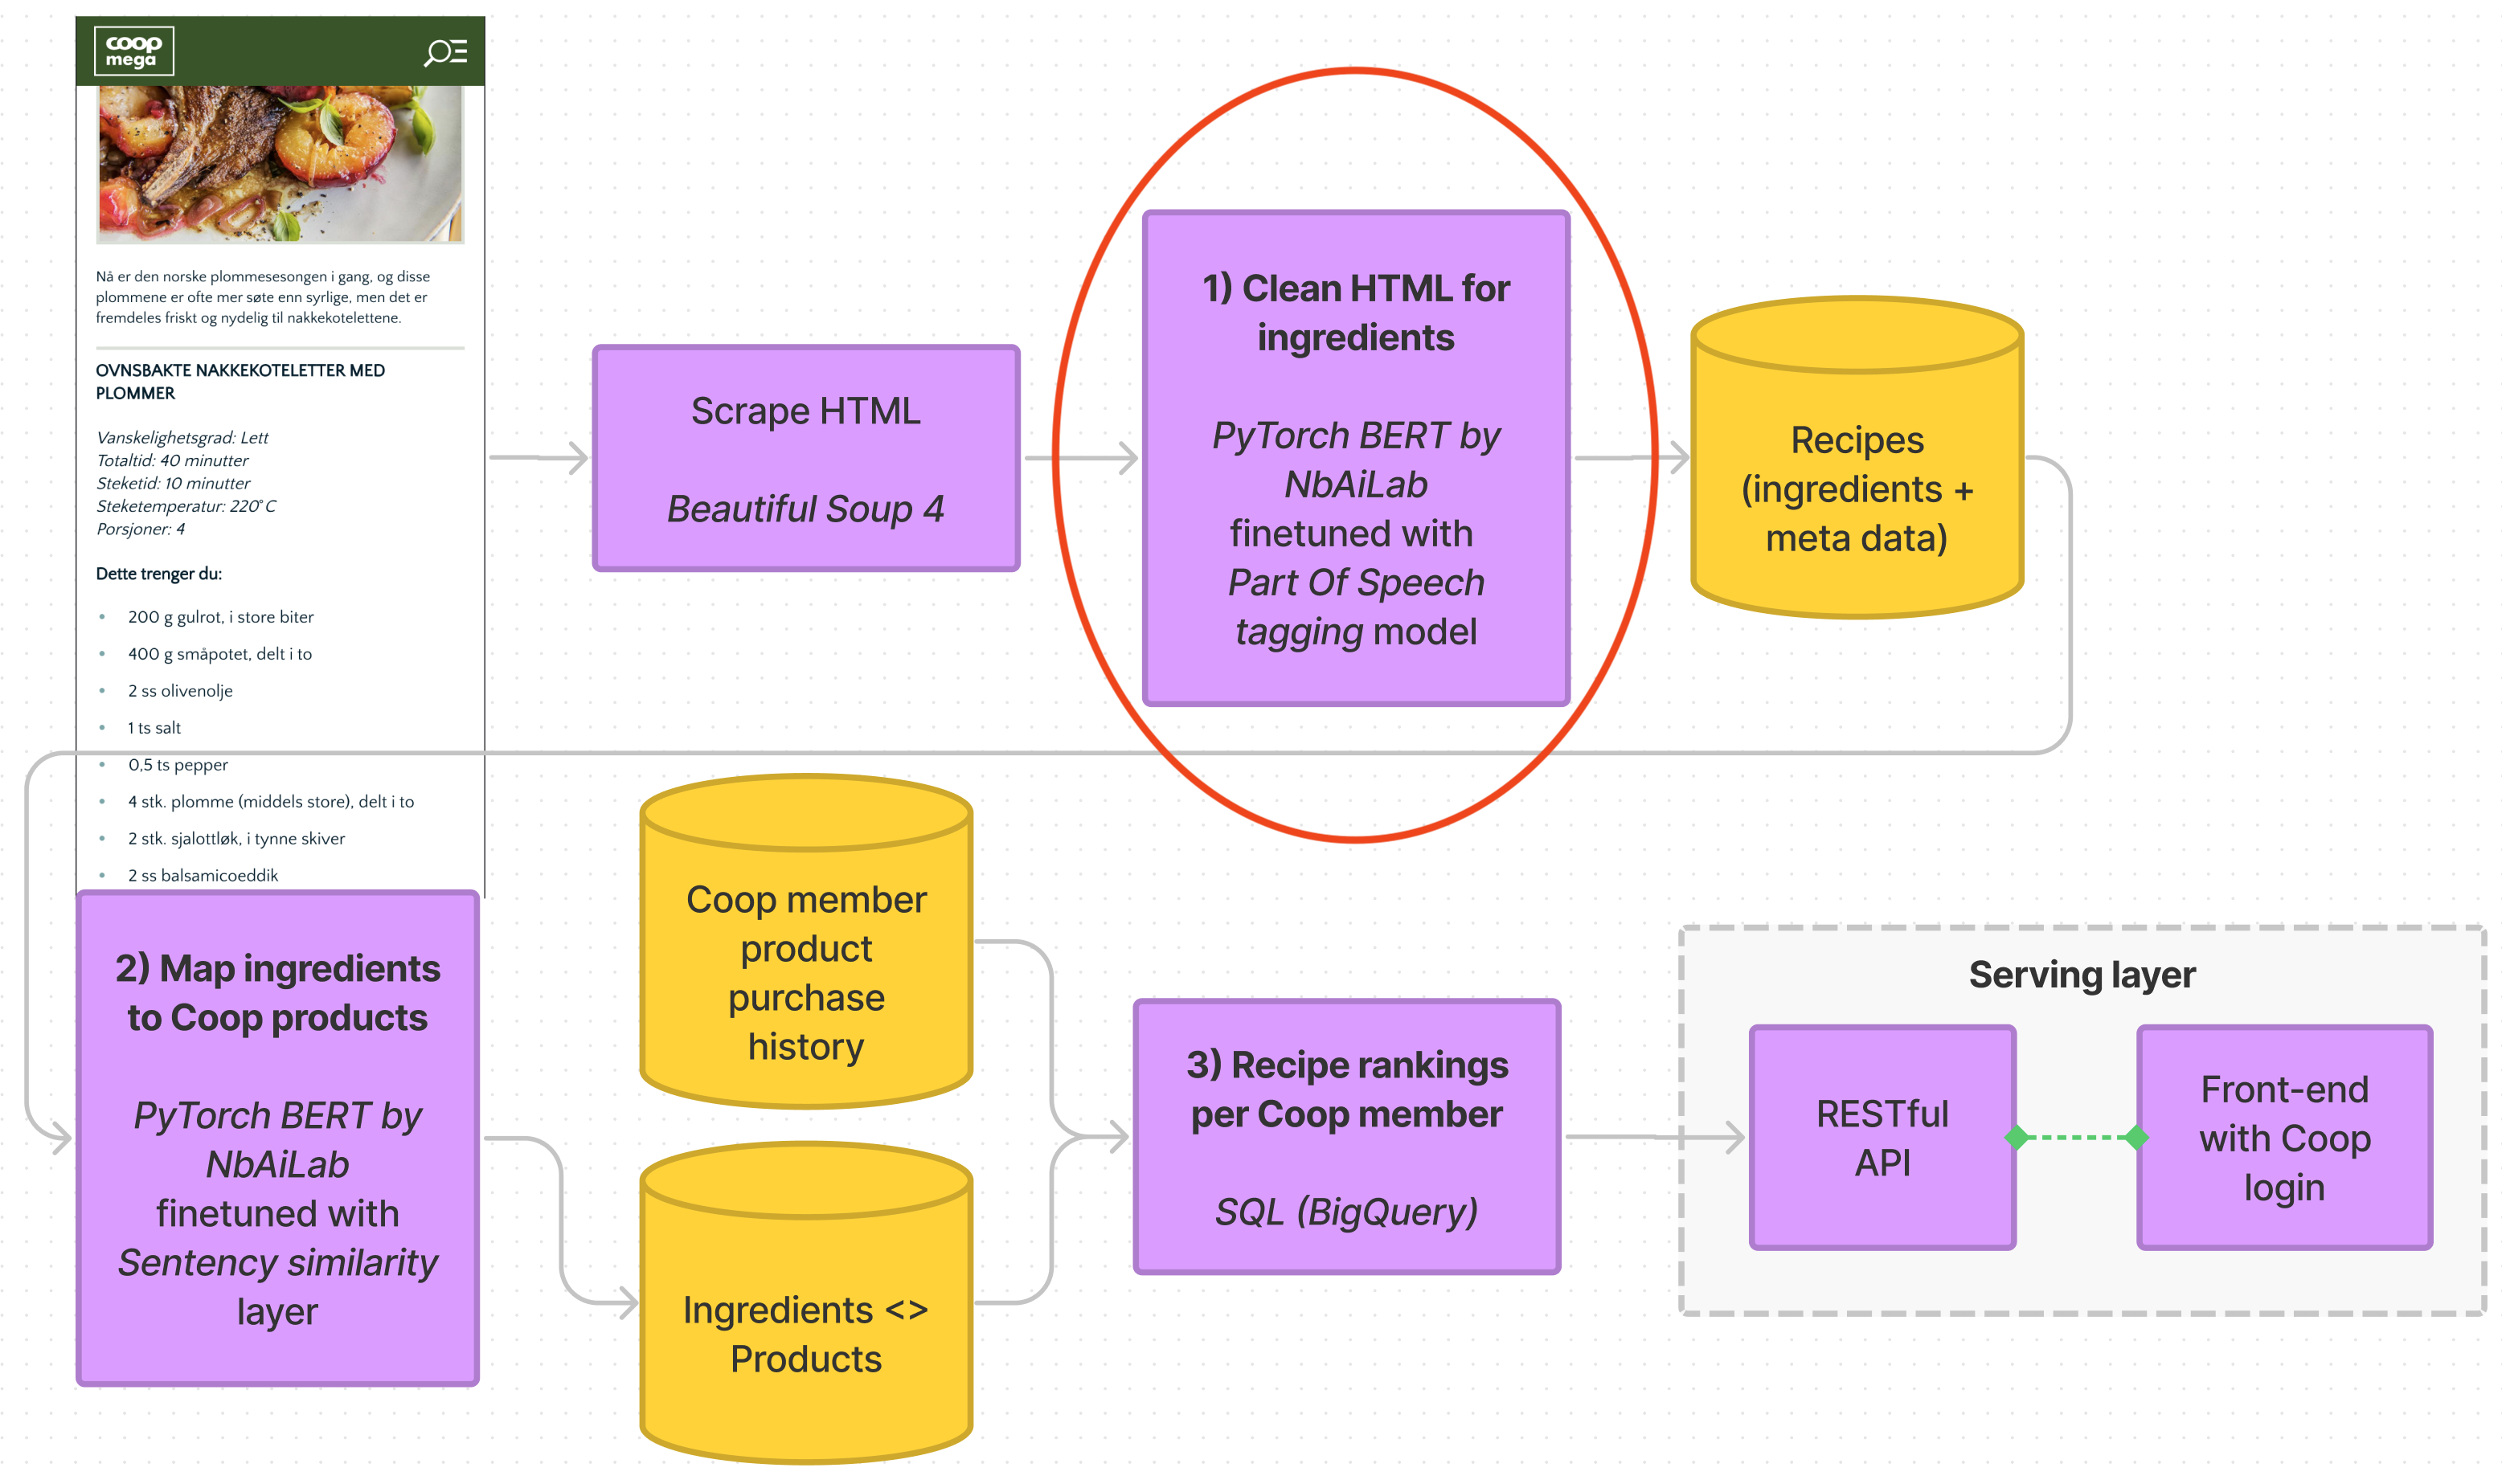 coop
mega
Nå er den norske plommesesongen i gang, og disse
plommene er ofte mer søte enn syrlige, men det er
fremdeles friskt og nydelig til nakkekotelettene.
OVNSBAKTE NAKKEKOTELETTER MED
PLOMMER
Vanskelighetsgrad: Lett
Totaltid: 40 minutter
Steketid: 10 minutter
Steketemperatur: 220°C
Porsjoner: 4
Dette trenger du:
• 200 g gulrot, i store biter
• 400 g småpotet, delt i to
• 2 ss olivenolje
• 1 ts salt
• 0,5 ts pepper
• 4 stk. plomme (middels store), delt i to
• 2 stk. sjalottløk, i tynne skiver
• 2 ss balsamicoeddik
Scrape HTML
Beautiful Soup 4
1) Clean HTML for
ingredients
PyTorch BERT by
NbAiLab
finetuned with
Part Of Speech
tagging model
Recipes
(ingredients +
meta data)
2) Map ingredients
to Coop products
PyTorch BERT by
NbAiLab
finetuned with
Sentency similarity
layer
Coop member
product
purchase
history
Ingredients <>
Products
3) Recipe rankings
per Coop member
SQL (BigQuery)
Serving layer
RESTful
API
Front-end
with Coop
login